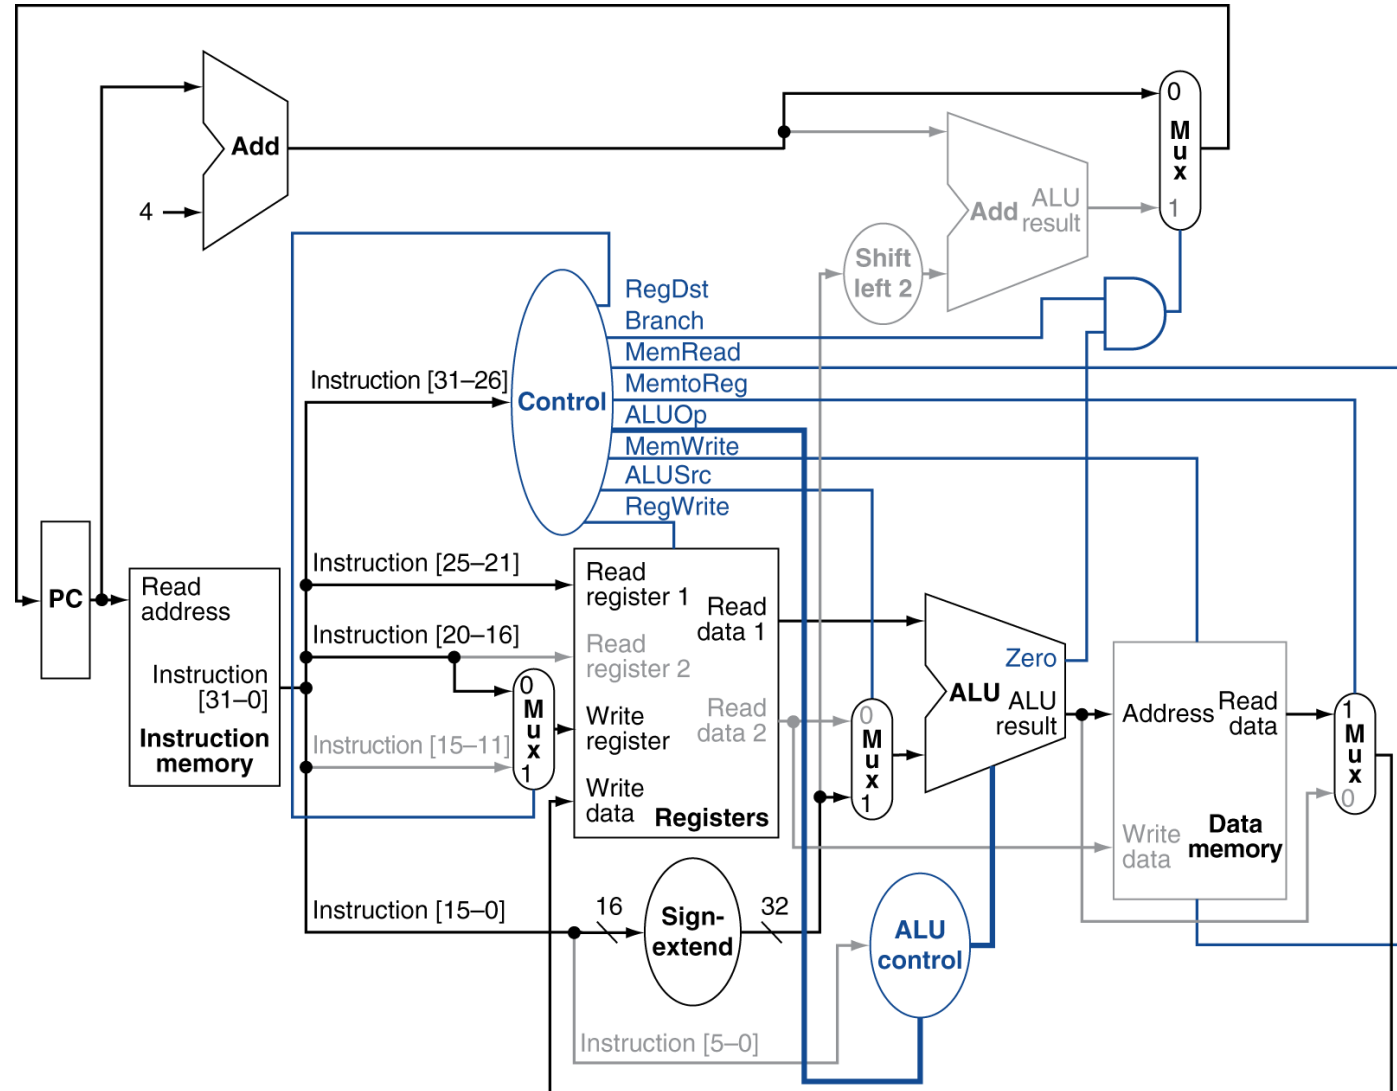 0
M
u
x
1
Add
4
Add
ALU
result
Shift
left 2
RegDst
Branch
MemRead
MemtoReg
ALUOp
MemWrite
ALUSrc
RegWrite
Control
Instruction [31–26]
PC
Read
address
Instruction
[31–0]
Instruction
memory
Instruction [25–21]
Instruction [20–16]
Instruction [15–11]
Instruction [15–0]
0
M
u
x
1
Read
register 1
Read
register 2
Write
register
Write
data
Read
data 1
Read
data 2
Registers
0
M
u
x
1
Zero
ALU
ALU
result
Address
Read
data
Write
data
Data
memory
1
M
u
x
0
16
Sign-
extend
32
ALU
control
Instruction [5–0]